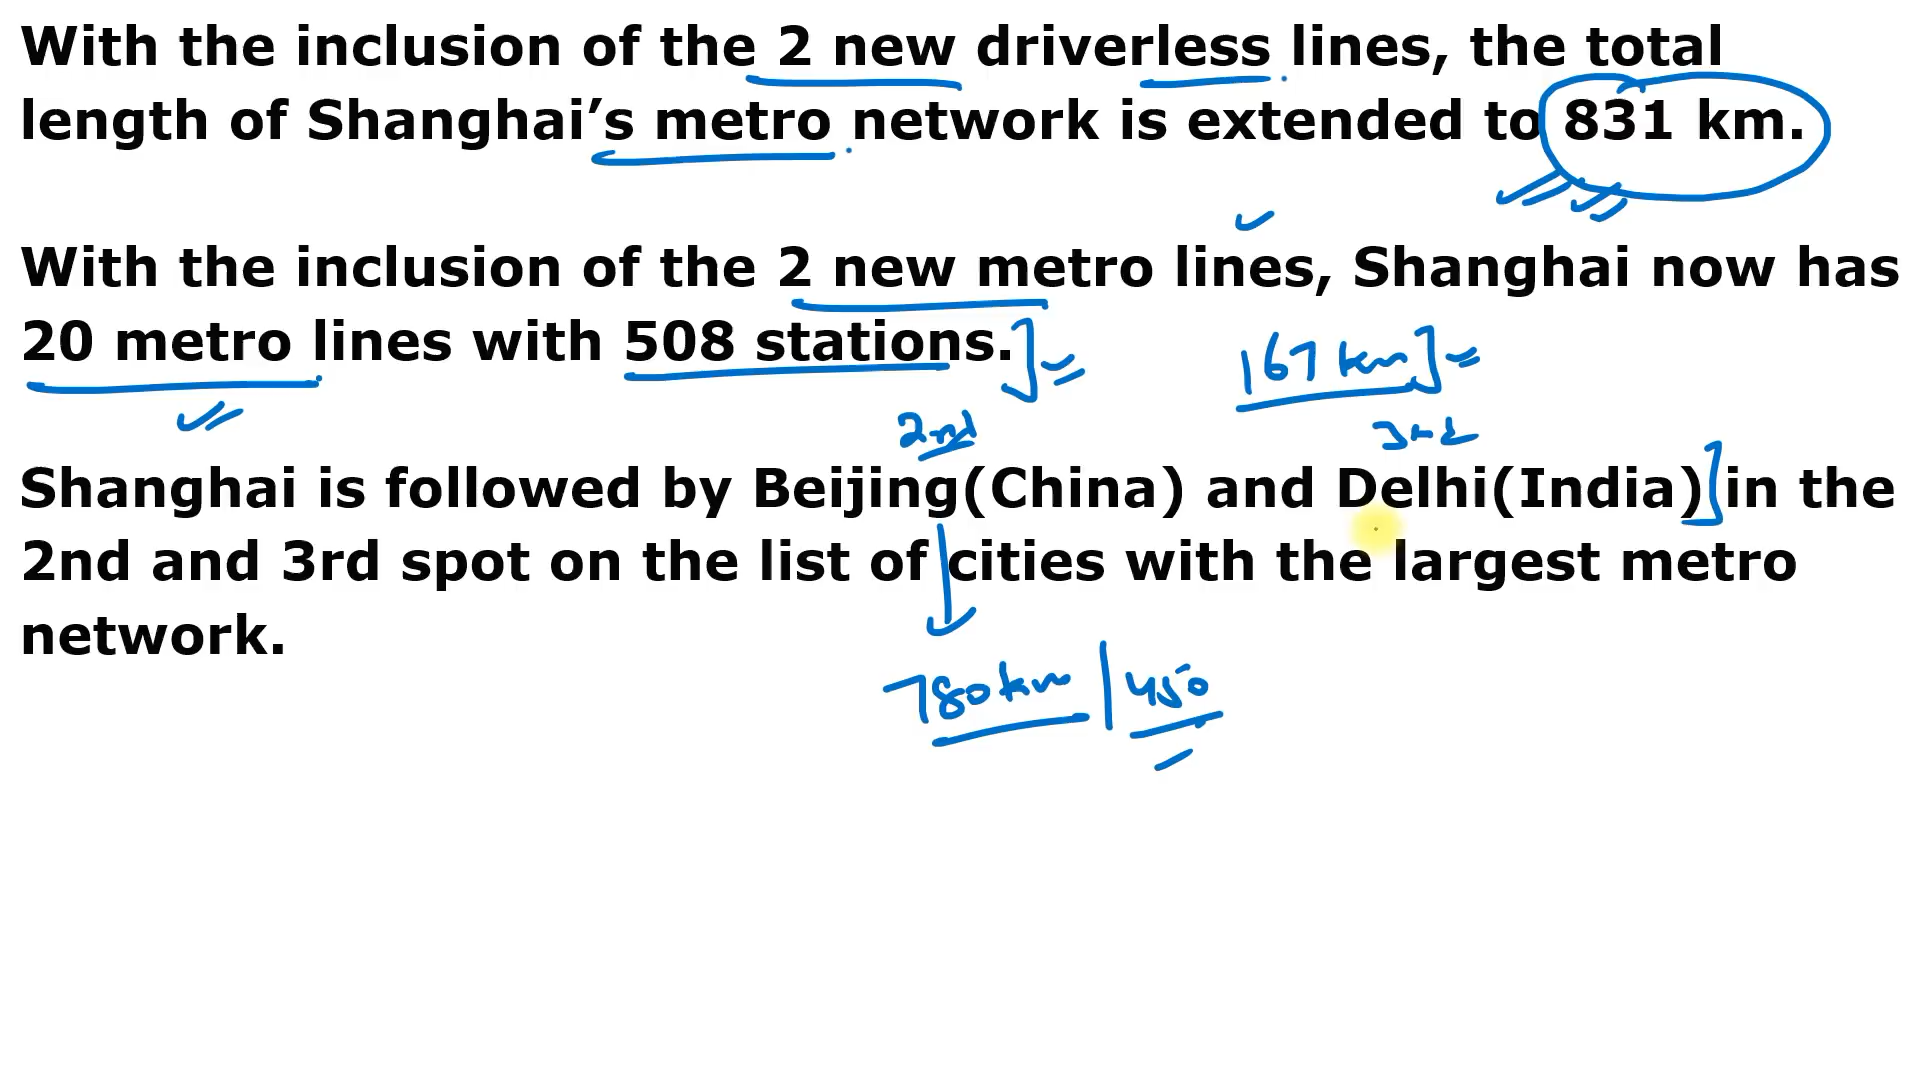 With the inclusion of the 2 new driverless lines, the total
length of Shanghai’s metro network is extended to 831 km.
With the inclusion of the 2 new metro lines, Shanghai now has
20 metro lines with 508 stations.
167 km
2nd
3rd
Shanghai is followed by Beijing(China) and Delhi(India) in the
2nd and 3rd spot on the list of cities with the largest metro
network.
780km | 450